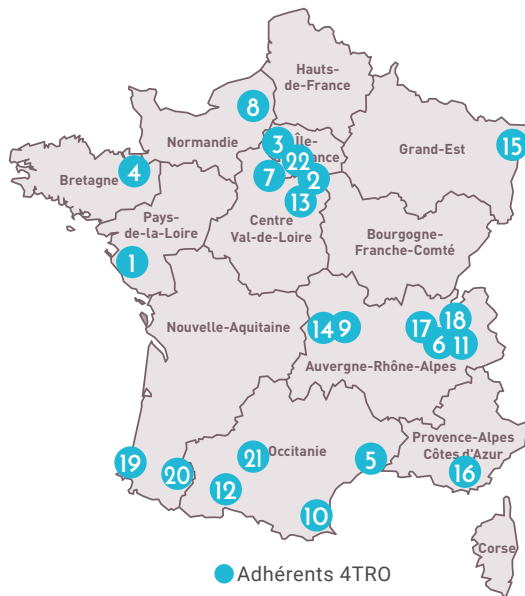 Hauts-
de-France
8
Normandie
3
Île-
22
France
7
2
13
Grand-Est
15
4
Bretagne
Pays-
de-la-Loire
1
Centre
Val-de-Loire
Bourgogne-
Franche-Comté
Nouvelle-Aquitaine
14
9
17
18
6
11
Auvergne-Rhône-Alpes
19
20
21
Occitanie
12
5
10
Provence-Alpes
Côtes d'Azur
16
Corse
Adhérents 4TRO